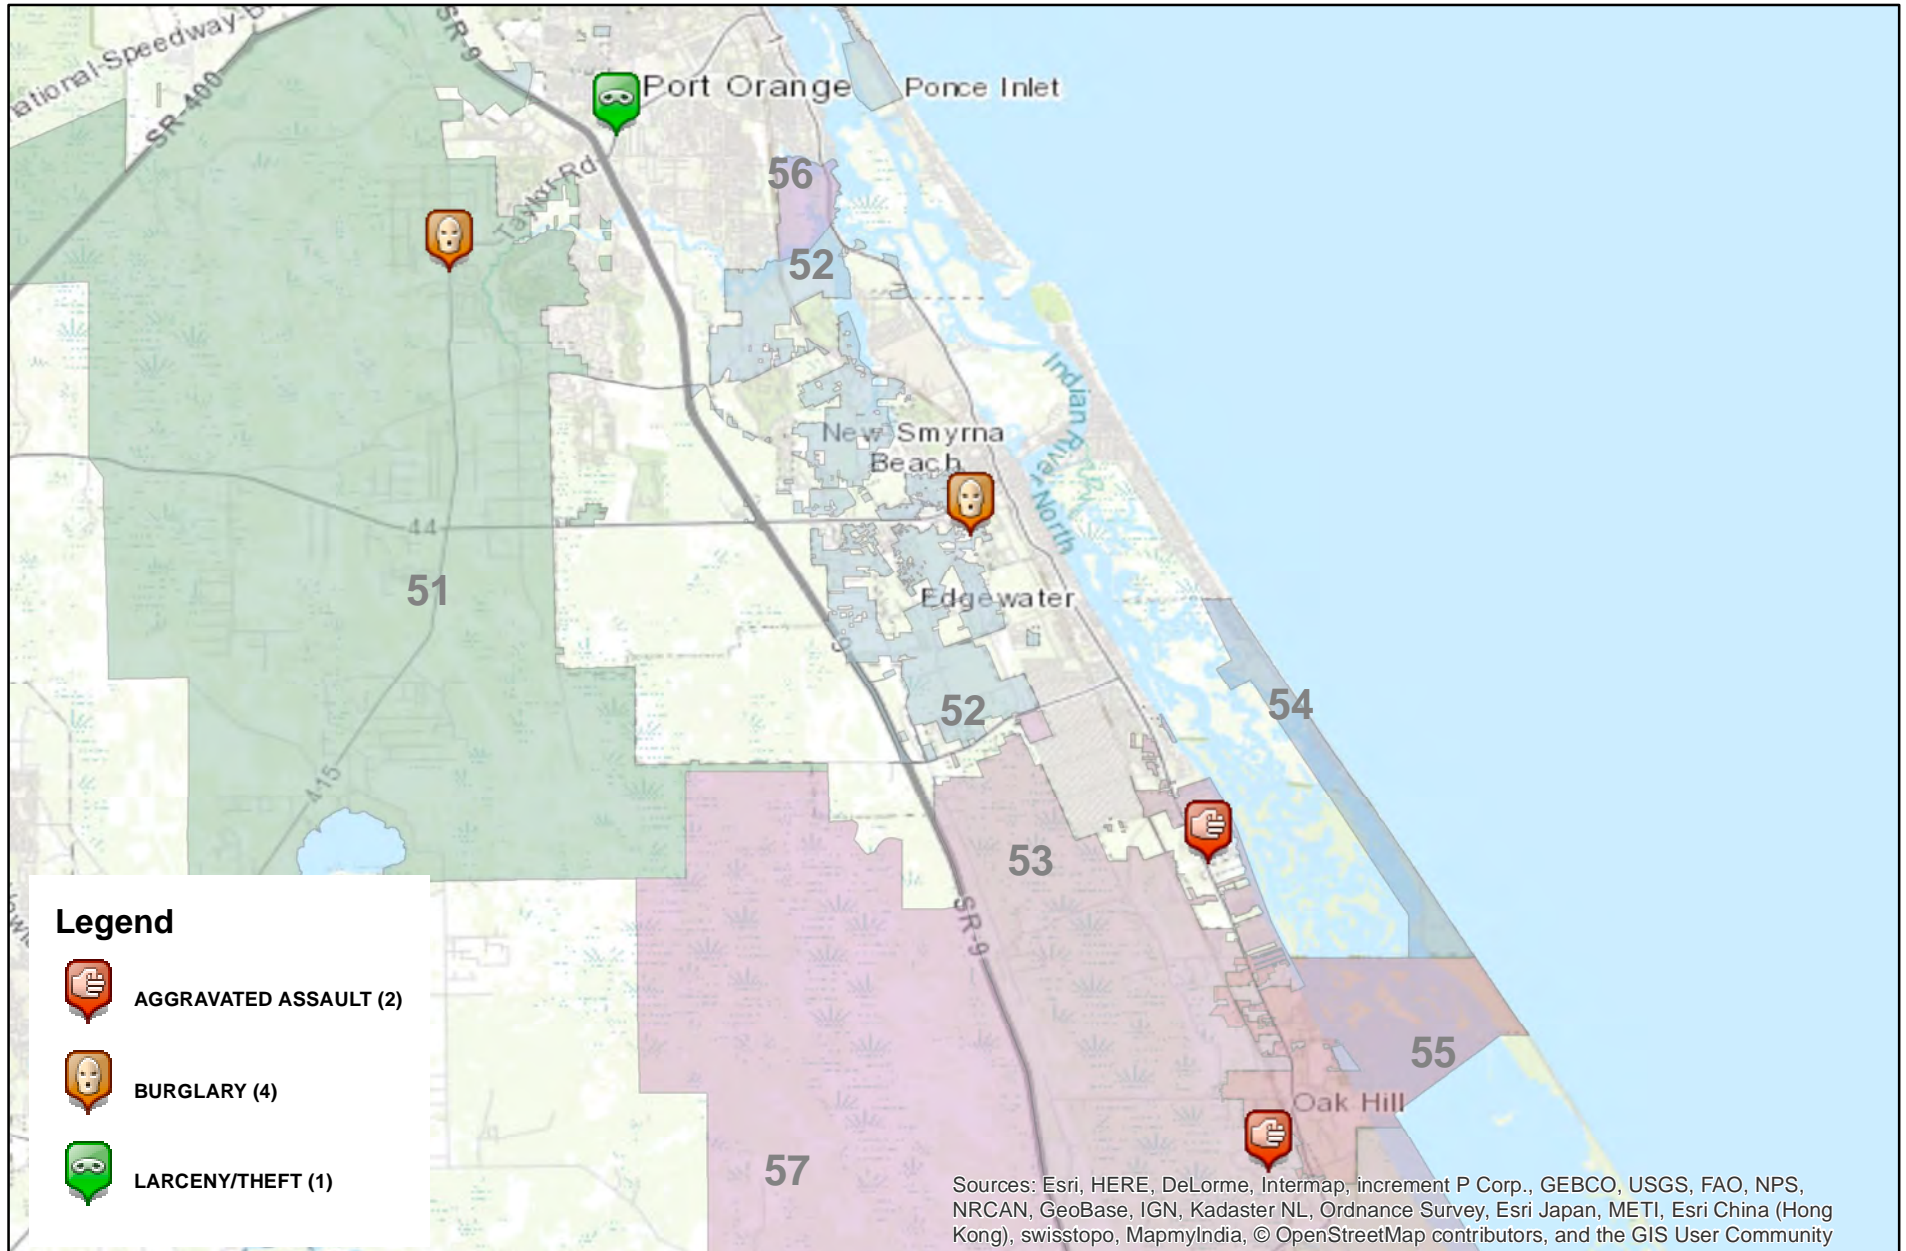 SR-9
national-Speedway-B
SR-400
Port Orange
Ponce Inlet
Taylor-Rd
56
52
Indian River North
New Smyrna
Beach
44
51
Edgewater
9
52
54
A-15
53
SR-9
55
Oak Hill
57
Legend
AGGRAVATED ASSAULT (2)
BURGLARY (4)
LARCENY/THEFT (1)
Sources: Esri, HERE, DeLorme, Intermap, increment P Corp., GEBCO, USGS, FAO, NPS,
NRCAN, GeoBase, IGN, Kadaster NL, Ordnance Survey, Esri Japan, METI, Esri China (Hong
Kong), swisstopo, MapmyIndia, © OpenStreetMap contributors, and the GIS User Community